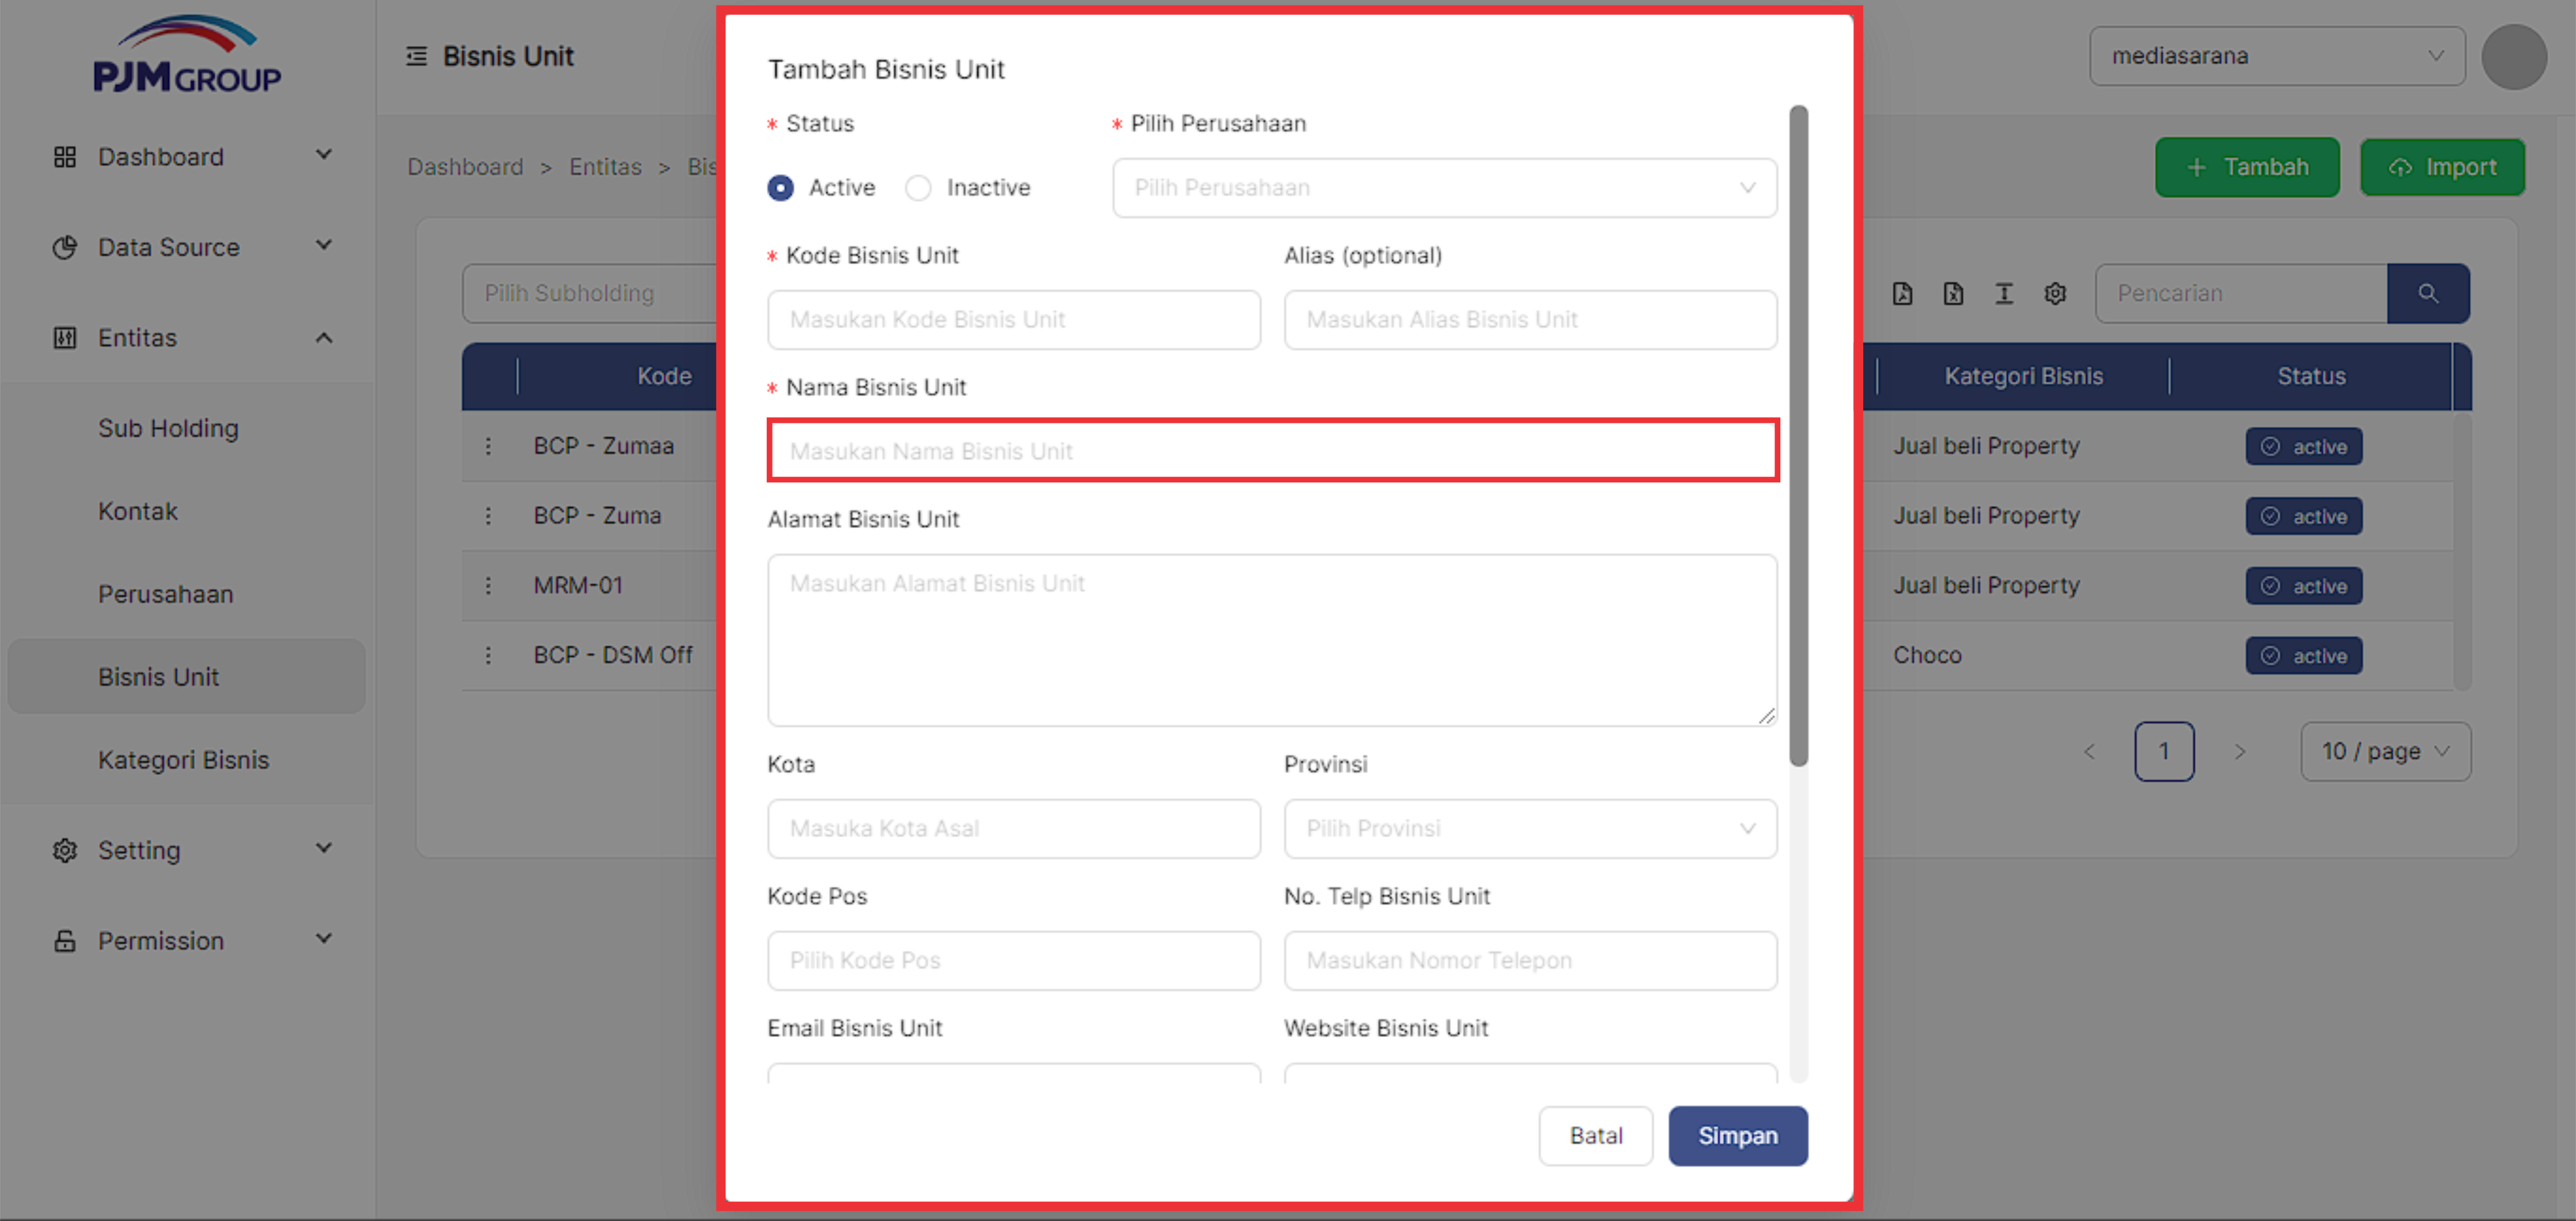 PJM GROUP
Dashboard
Data Source
Entitas
Sub Holding
Kontak
Perusahaan
Bisnis Unit
Kategori Bisnis
Setting
Permission
Bisnis Unit
mediasarana
Dashboard > Entitas > Bis
+ Tambah
Import
Pilih Subholding
Pencarian
Kode
Kategori Bisnis
Status
BCP - Zumaa
Jual beli Property
active
BCP - Zuma
Jual beli Property
active
MRM-01
Jual beli Property
active
BCP - DSM Off
Choco
active
< 1 >
10 / page
Tambah Bisnis Unit
* Status
* Pilih Perusahaan
Active
Inactive
Pilih Perusahaan
* Kode Bisnis Unit
Alias (optional)
Masukan Kode Bisnis Unit
Masukan Alias Bisnis Unit
* Nama Bisnis Unit
Masukan Nama Bisnis Unit
Alamat Bisnis Unit
Masukan Alamat Bisnis Unit
Kota
Provinsi
Masuka Kota Asal
Pilih Provinsi
Kode Pos
No. Telp Bisnis Unit
Pilih Kode Pos
Masukan Nomor Telepon
Email Bisnis Unit
Website Bisnis Unit
Batal
Simpan